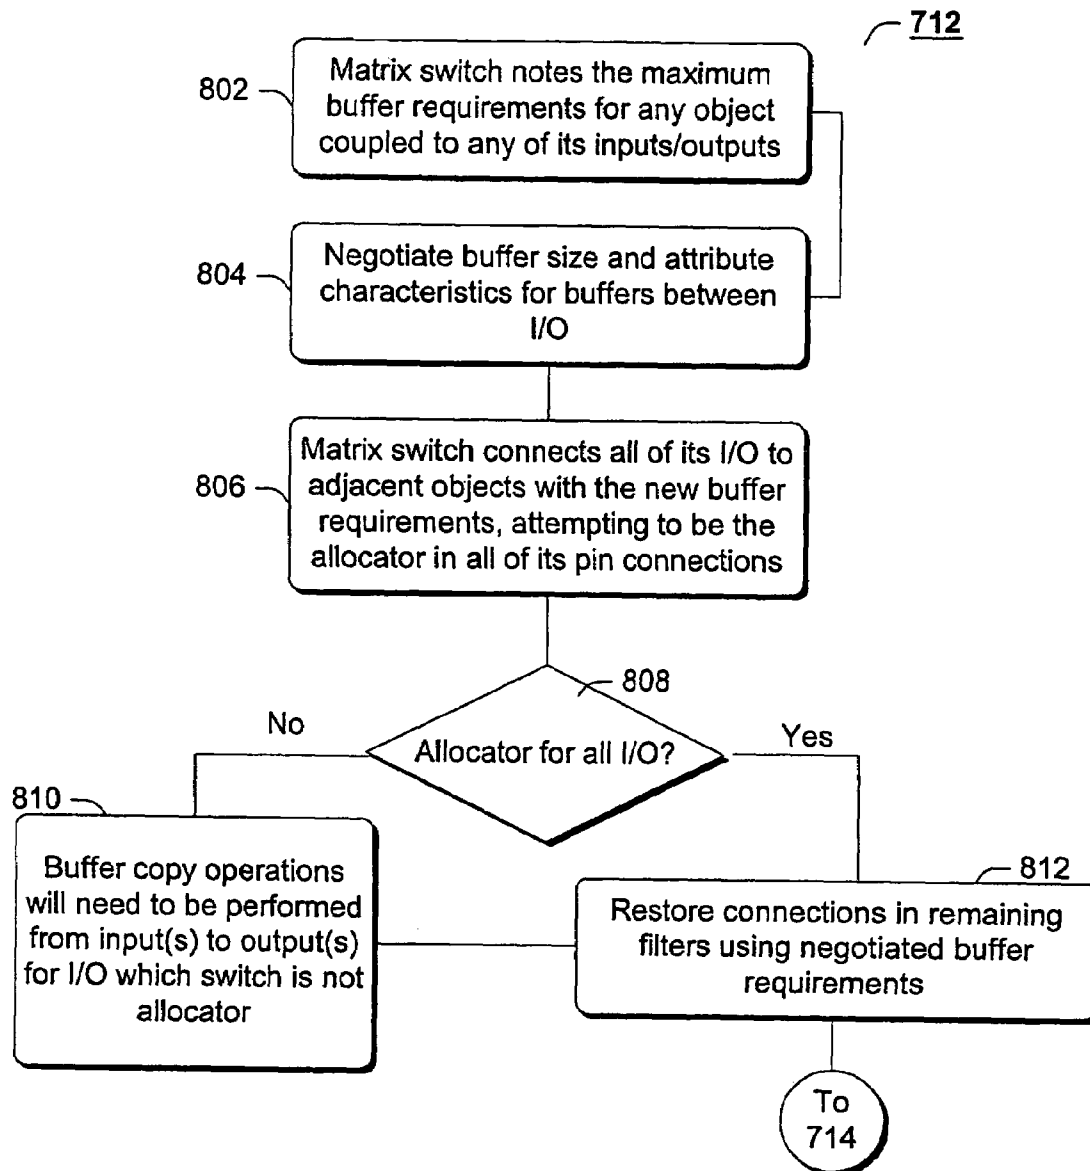 712
802
Matrix switch notes the maximum
buffer requirements for any object
coupled to any of its inputs/outputs
804
Negotiate buffer size and attribute
characteristics for buffers between
I/O
806
Matrix switch connects all of its I/O to
adjacent objects with the new buffer
requirements, attempting to be the
allocator in all of its pin connections
808
No
Allocator for all I/O?
Yes
810
Buffer copy operations
will need to be performed
from input(s) to output(s)
for I/O which switch is not
allocator
812
Restore connections in remaining
filters using negotiated buffer
requirements
To
714